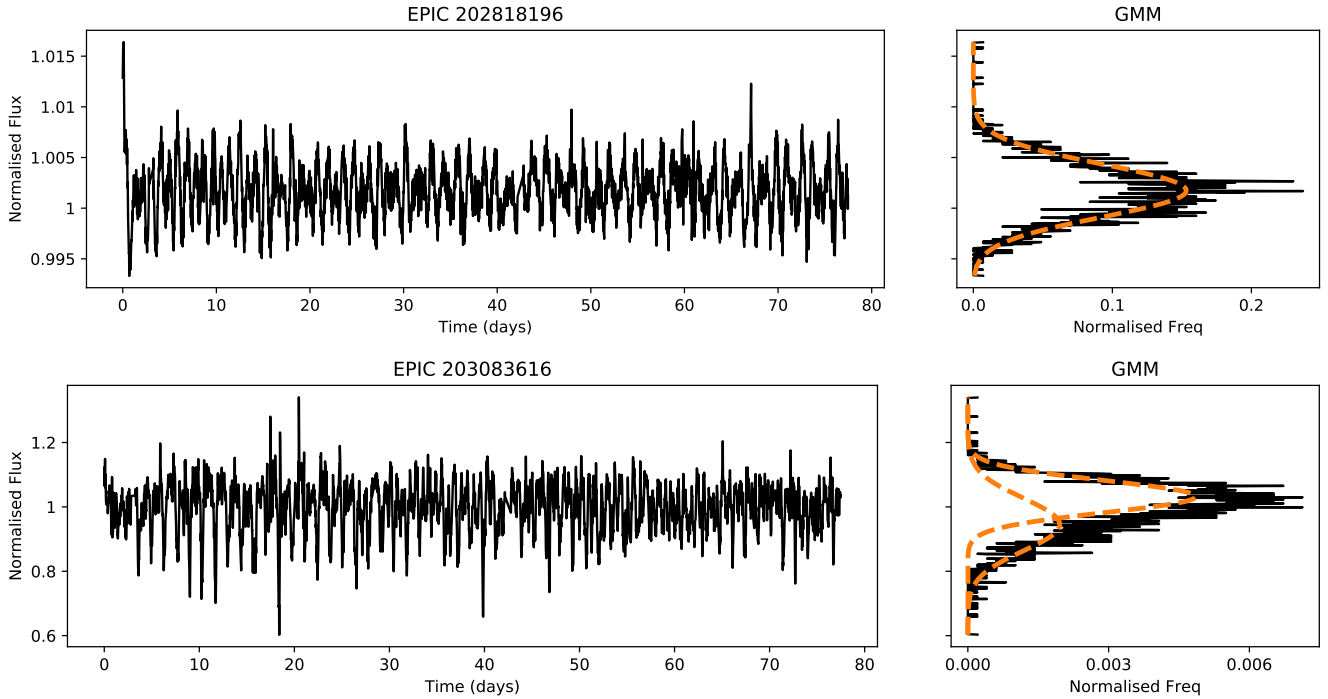 EPIC 202818196
GMM
Normalised Flux
1.015
1.01
1.005
1
0.995
0 10 20 30 40 50 60 70 80
Time (days)
0.0 0.1 0.2
Normalised Freq
EPIC 203083616
GMM
Normalised Flux
1.2
1
0.8
0.6
0 10 20 30 40 50 60 70 80
Time (days)
0.000 0.003 0.006
Normalised Freq